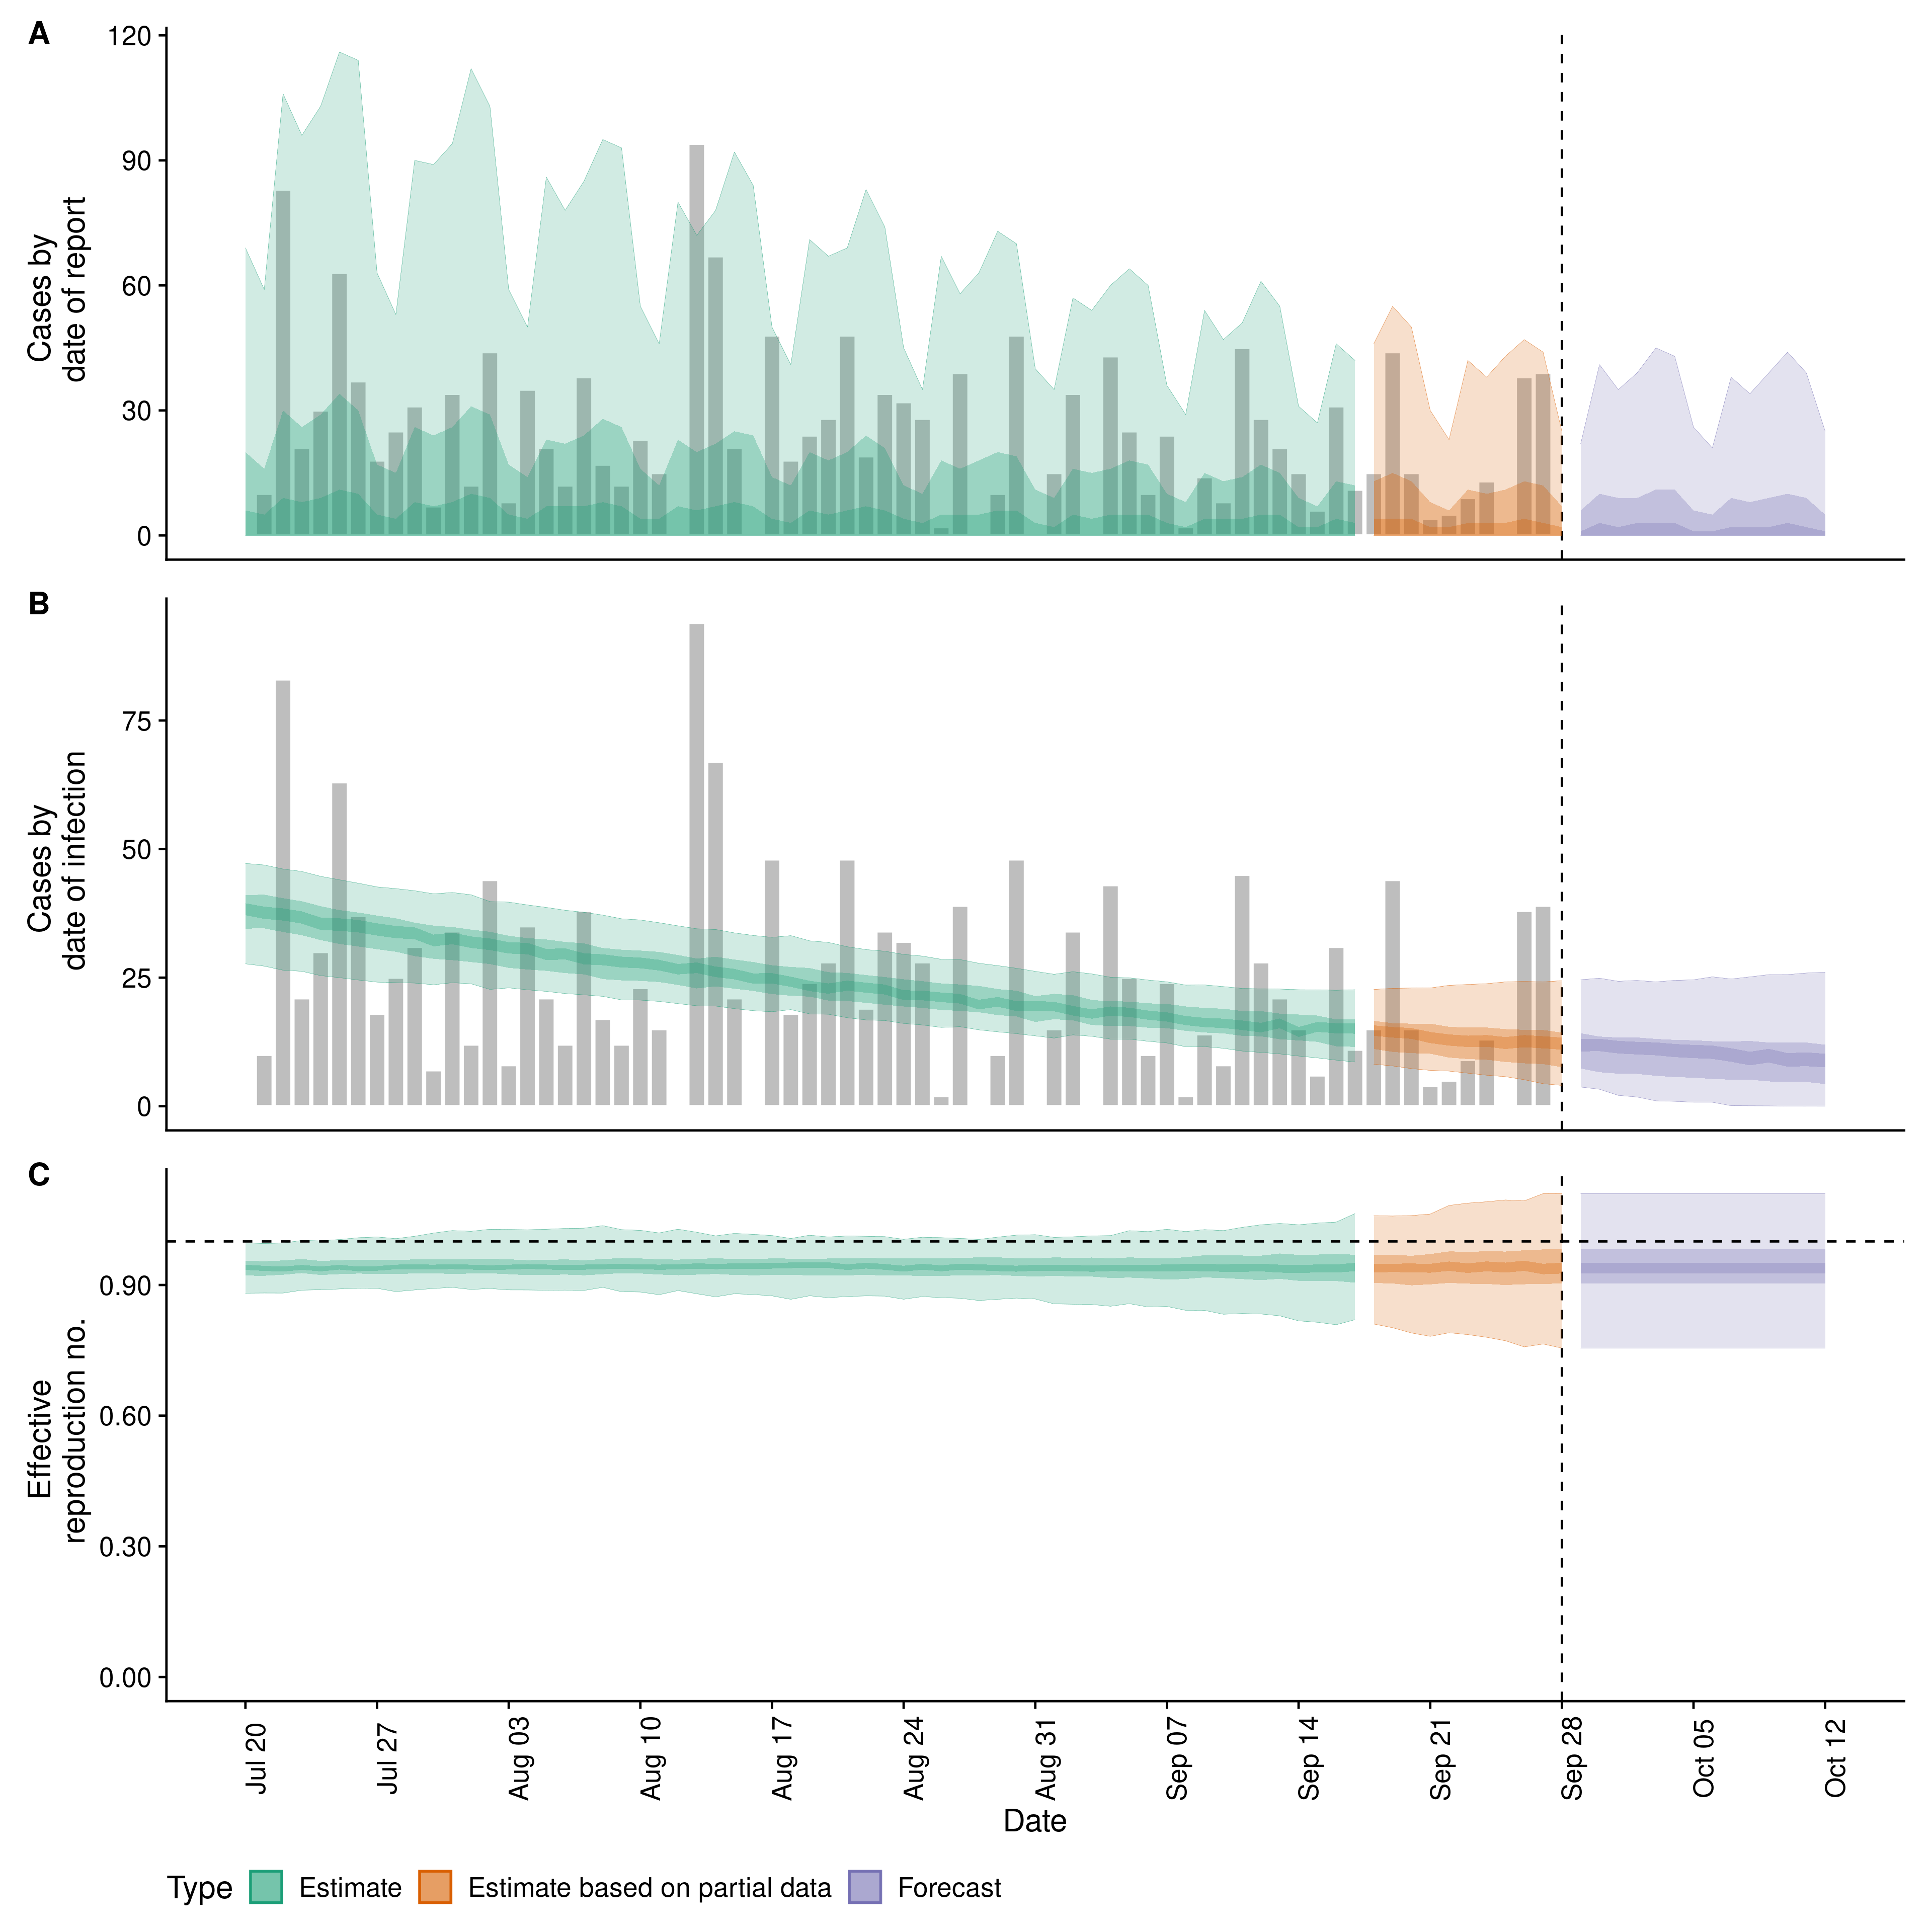 A
Cases by
date of report
120
90
60
30
0
B
Cases by
date of infection
75
50
25
0
C
Effective
reproduction no.
0.90
0.60
0.30
0.00
Jul 20
Jul 27
Aug 03
Aug 10
Aug 17
Aug 24
Aug 31
Sep 07
Sep 14
Sep 21
Sep 28
Oct 05
Oct 12
Date
Type Estimate Estimate based on partial data Forecast